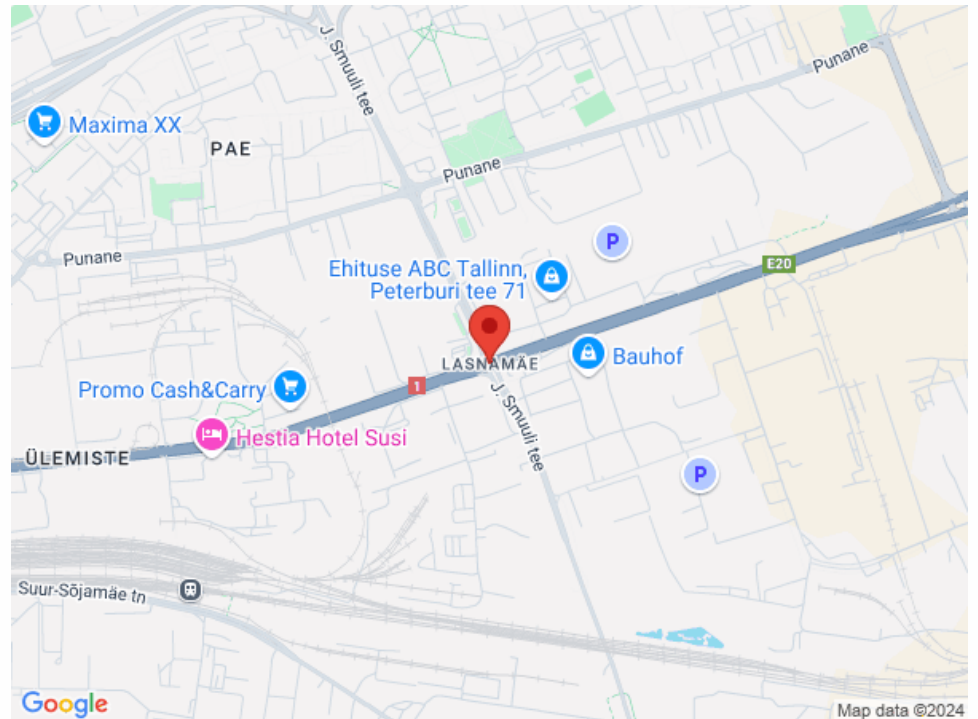 J. Smuuli tee
Punane
Maxima XX
PAE
Punane
Punane
P
Ehituse ABC Tallinn,
Peterburi tee 71
E20
LASNAMÄE
Bauhof
1
Promo Cash&Carry
Hestia Hotel Susi
J. Smuuli tee
ÜLEMISTE
P
Suur-Sõjamäe tn
Google
Map data ©2024